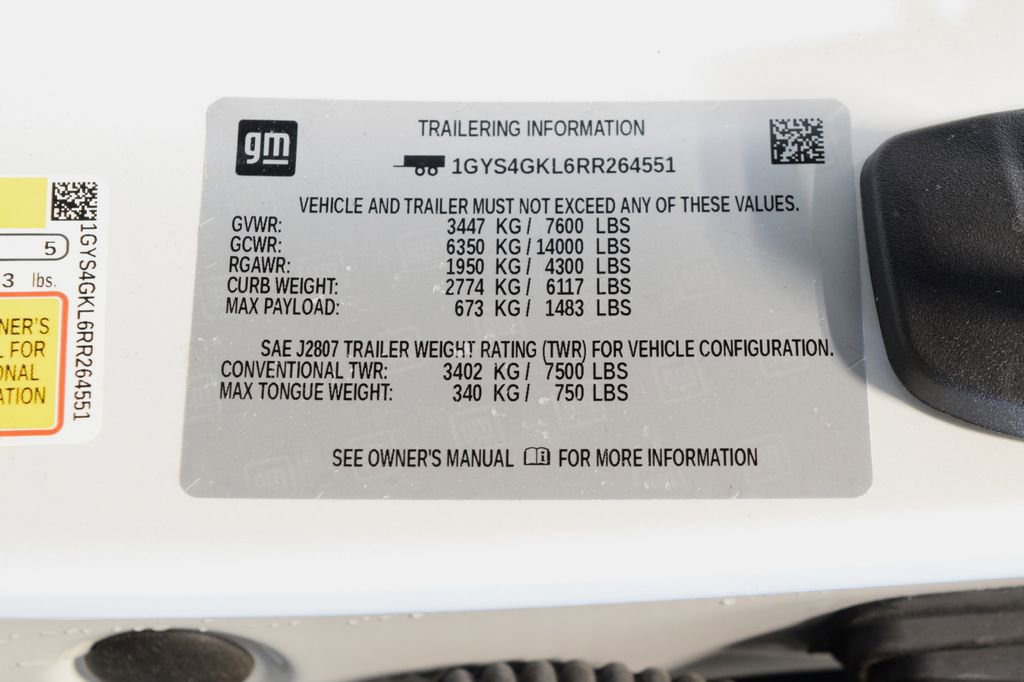 gm
TRAILERING INFORMATION
1GYS4GKL6RR264551
VEHICLE AND TRAILER MUST NOT EXCEED ANY OF THESE VALUES.
GVWR: 3447 KG / 7600 LBS
GCWR: 6350 KG / 14000 LBS
RGAWR: 1950 KG / 4300 LBS
CURB WEIGHT: 2774 KG / 6117 LBS
MAX PAYLOAD: 673 KG / 1483 LBS
SAE J2807 TRAILER WEIGHT RATING (TWR) FOR VEHICLE CONFIGURATION.
CONVENTIONAL TWR: 3402 KG / 7500 LBS
MAX TONGUE WEIGHT: 340 KG / 750 LBS
SEE OWNER'S MANUAL FOR MORE INFORMATION
5
3 lbs.
NER'S
L FOR
ONAL
ATION
1GYS4GKL6RR264551